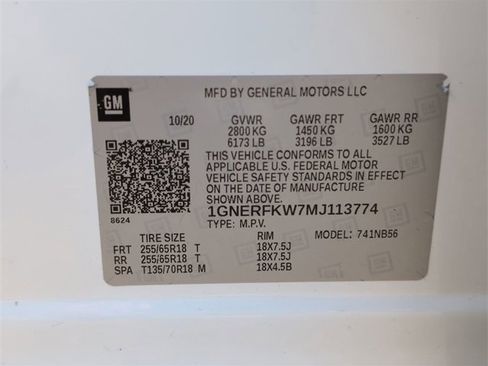 GM
MFD BY GENERAL MOTORS LLC
10/20 GVWR GAWR FRT GAWR RR
2800 KG 1450 KG 1600 KG
6173 LB 3196 LB 3527 LB
THIS VEHICLE CONFORMS TO ALL
APPLICABLE U.S. FEDERAL MOTOR
VEHICLE SAFETY STANDARDS IN EFFECT
ON THE DATE OF MANUFACTURE
SHOWN ABOVE.
8624
1GNERFKW7MJ113774
TYPE: M.P.V.
TIRE SIZE RIM MODEL: 741NB56
FRT 255/65R18 T 18X7.5J
RR 255/65R18 T 18X7.5J
SPA T135/70R18 M 18X4.5B